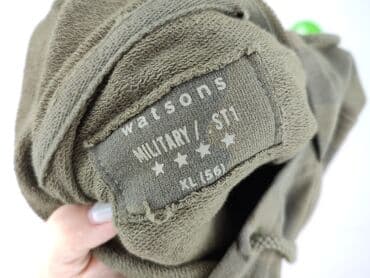 watsons
MILITARY/ ST1
★ ★ ★ ★
XL (56)